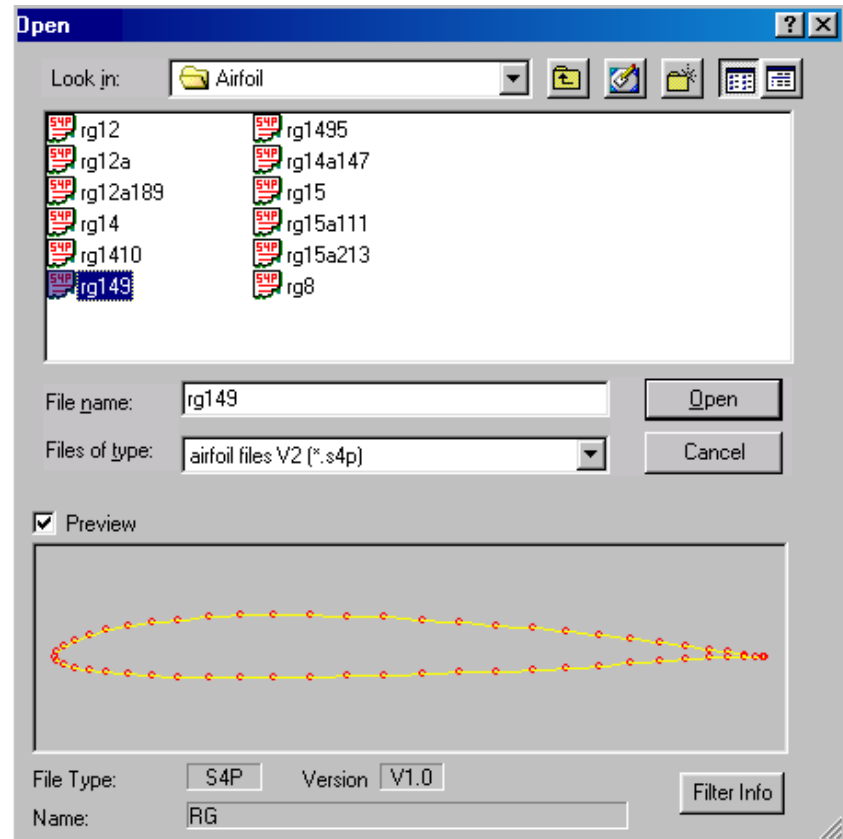 Open
Look in: Airfoil
rg12
rg12a
rg12a189
rg14
rg1410
rg149
rg1495
rg14a147
rg15
rg15a111
rg15a213
rg8
File name: rg149 Open
Files of type: airfoil files V2 (*.s4p) Cancel
Preview
File Type: S4P Version V1.0
Filter Info
Name: RG